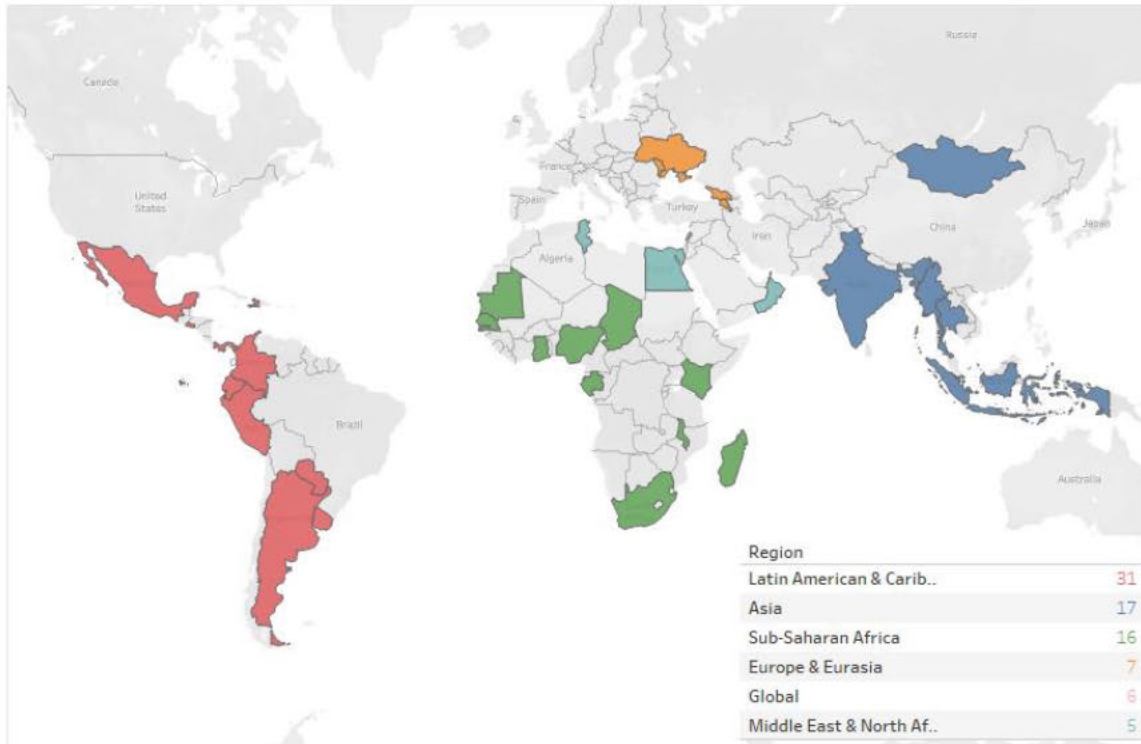 Russia
Canada
France
United
States
Spain
Turkey
Japan
China
Iran
Algeria
Brazil
Australia
Region
Latin American & Carib.. 31
Asia 17
Sub-Saharan Africa 16
Europe & Eurasia 7
Global 6
Middle East & North Af.. 5